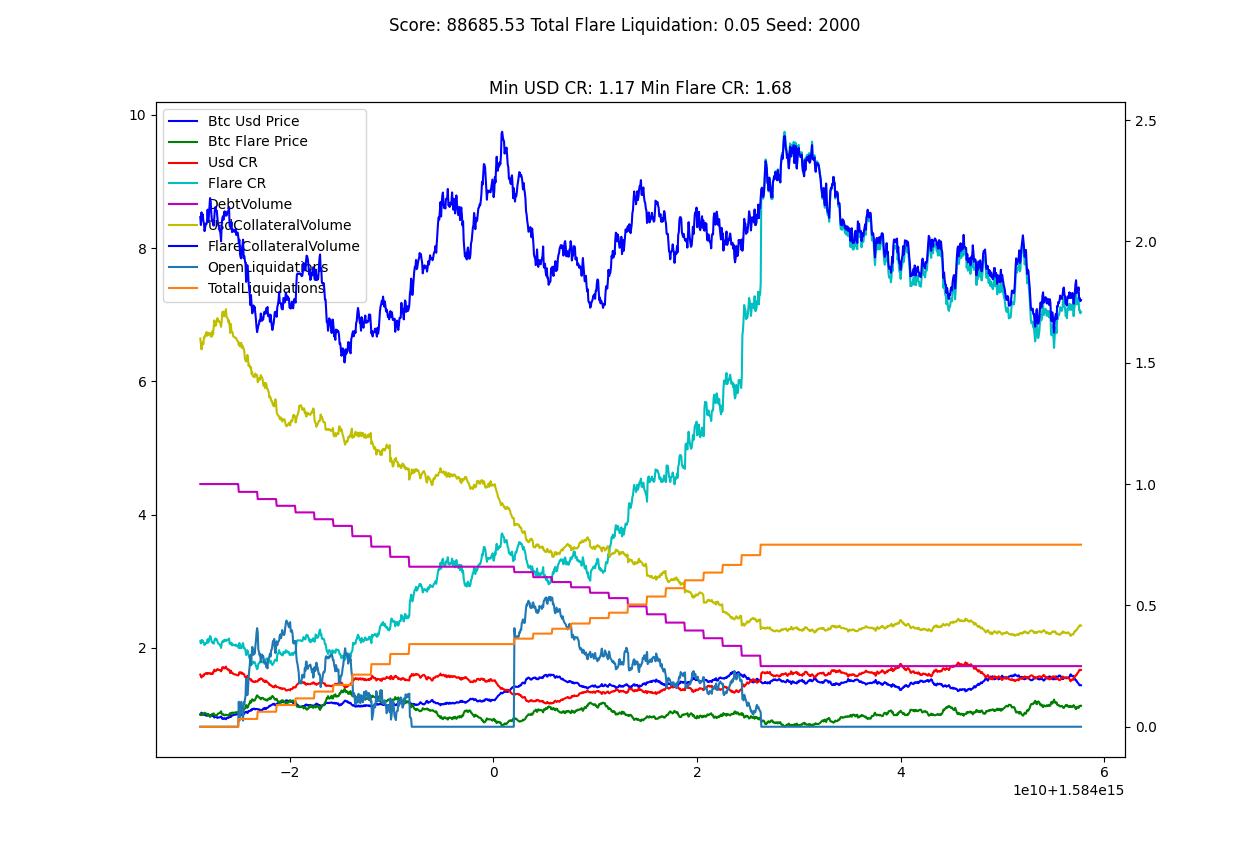 Score: 88685.53 Total Flare Liquidation: 0.05 Seed: 2000
Min USD CR: 1.17 Min Flare CR: 1.68
Btc Usd Price
Btc Flare Price
Usd CR
Flare CR
DebtVolume
UsdCollateralVolume
FlareCollateralVolume
OpenLiquidations
TotalLiquidations
10
8
6
4
2
2.5
2.0
1.5
1.0
0.5
0.0
−2
0
2
4
6
1e10+1.584e15